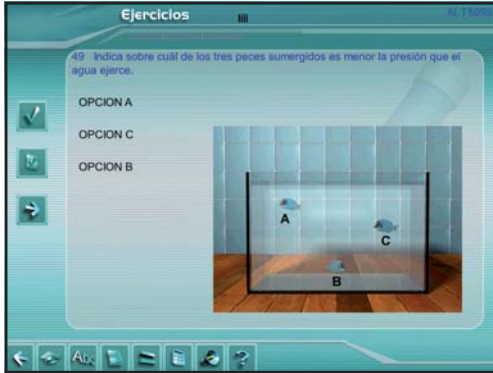 Ejercicios
49 Indica sobre cuál de los tres peces sumergidos es menor la presión que el
agua ejerce.
OPCION A
OPCION C
OPCION B
A
C
B